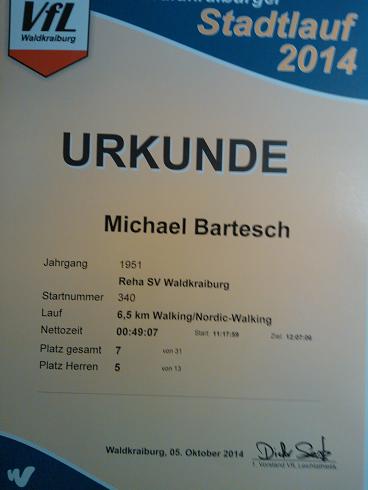 VfL
Waldkraiburg
Waldkraiburger
Stadtlauf
2014
URKUNDE
Michael Bartesch
Jahrgang 1951
Reha SV Waldkraiburg
Startnummer 340
Lauf 6,5 km Walking/Nordic-Walking
Nettozeit 00:49:07 Start 11:17:59 Ziel 12:07:06
Platz gesamt 7 von 31
Platz Herren 5 von 13
Waldkraiburg, 05. Oktober 2014
1. Vorstand VfL Leichtathletik